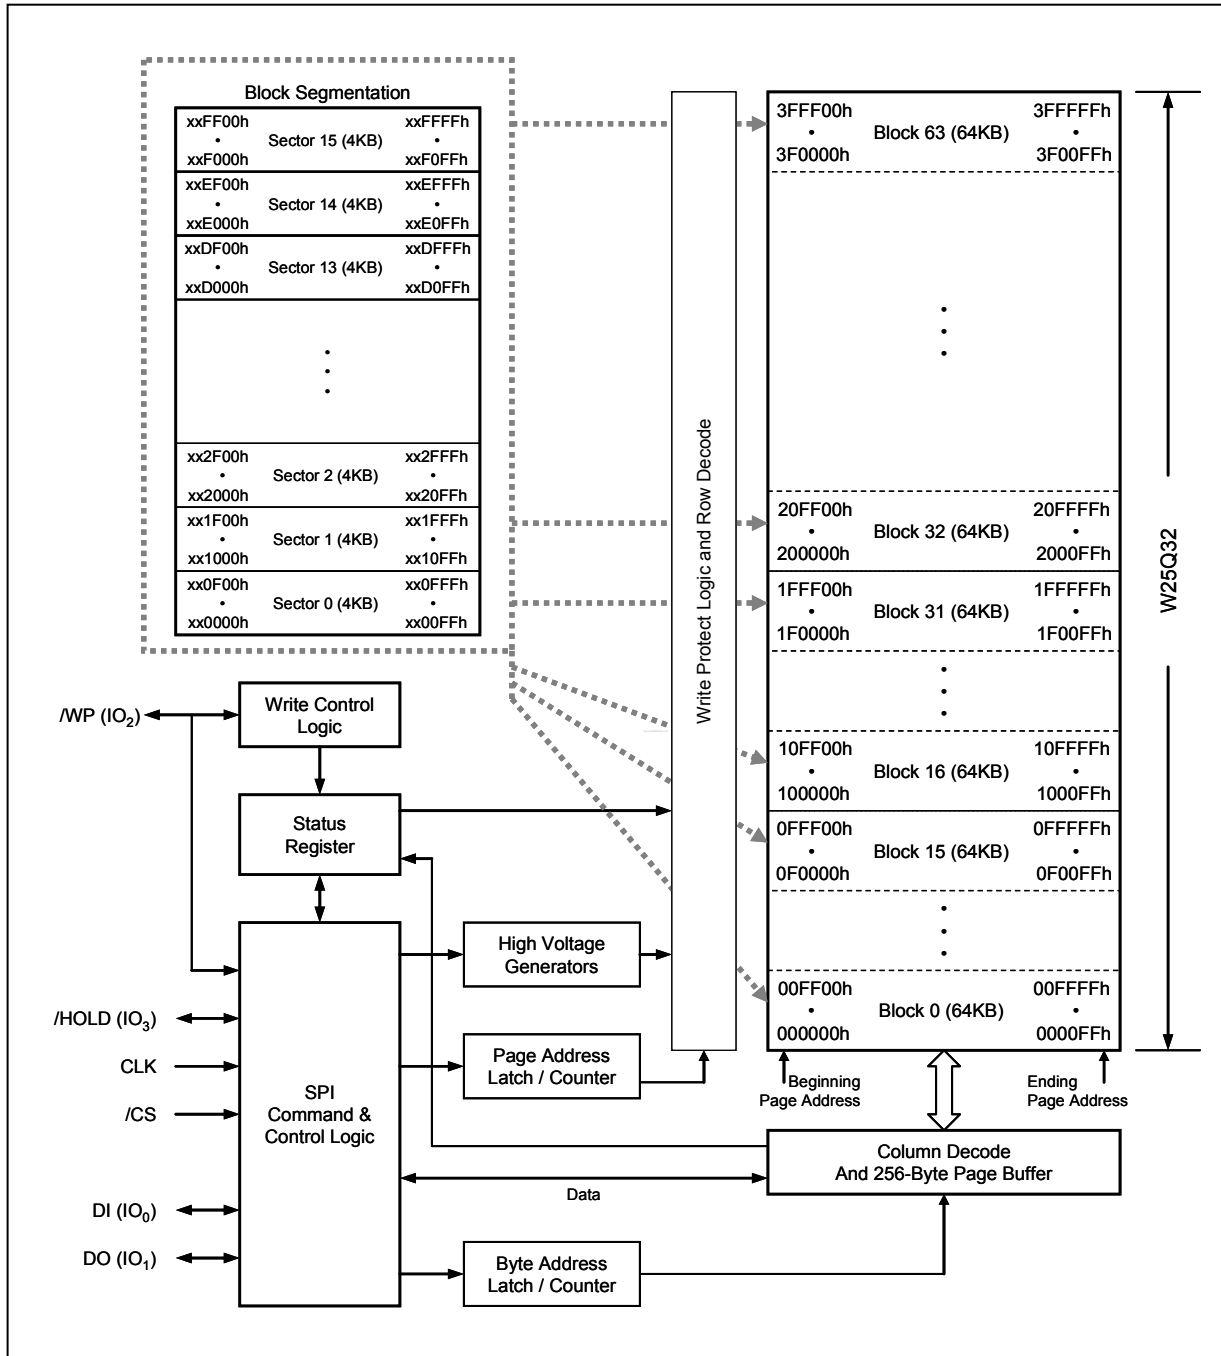 Block Segmentation
xxFF00h xxFFFFh
• Sector 15 (4KB) •
xxF000h xxF0FFh
xxEF00h xxEFFFh
• Sector 14 (4KB) •
xxE000h xxE0FFh
xxDF00h xxDFFFh
• Sector 13 (4KB) •
xxD000h xxD0FFh
xx2F00h xx2FFFh
• Sector 2 (4KB) •
xx2000h xx20FFh
xx1F00h xx1FFFh
• Sector 1 (4KB) •
xx1000h xx10FFh
xx0F00h xx0FFFh
• Sector 0 (4KB) •
xx0000h xx00FFh
Write Protect Logic and Row Decode
3FFF00h 3FFFFFh
• Block 63 (64KB) •
3F0000h 3F00FFh
20FF00h 20FFFFh
• Block 32 (64KB) •
200000h 2000FFh
1FFF00h 1FFFFFh
• Block 31 (64KB) •
1F0000h 1F00FFh
10FF00h 10FFFFh
• Block 16 (64KB) •
100000h 1000FFh
0FFF00h 0FFFFFh
• Block 15 (64KB) •
0F0000h 0F00FFh
00FF00h 00FFFFh
• Block 0 (64KB) •
000000h 0000FFh
W25Q32
Beginning
Page Address
Ending
Page Address
/WP (IO2)
Write Control
Logic
Status
Register
/HOLD (IO3)
CLK
/CS
DI (IO0)
DO (IO1)
SPI
Command &
Control Logic
High Voltage
Generators
Page Address
Latch / Counter
Column Decode
And 256-Byte Page Buffer
Data
Byte Address
Latch / Counter